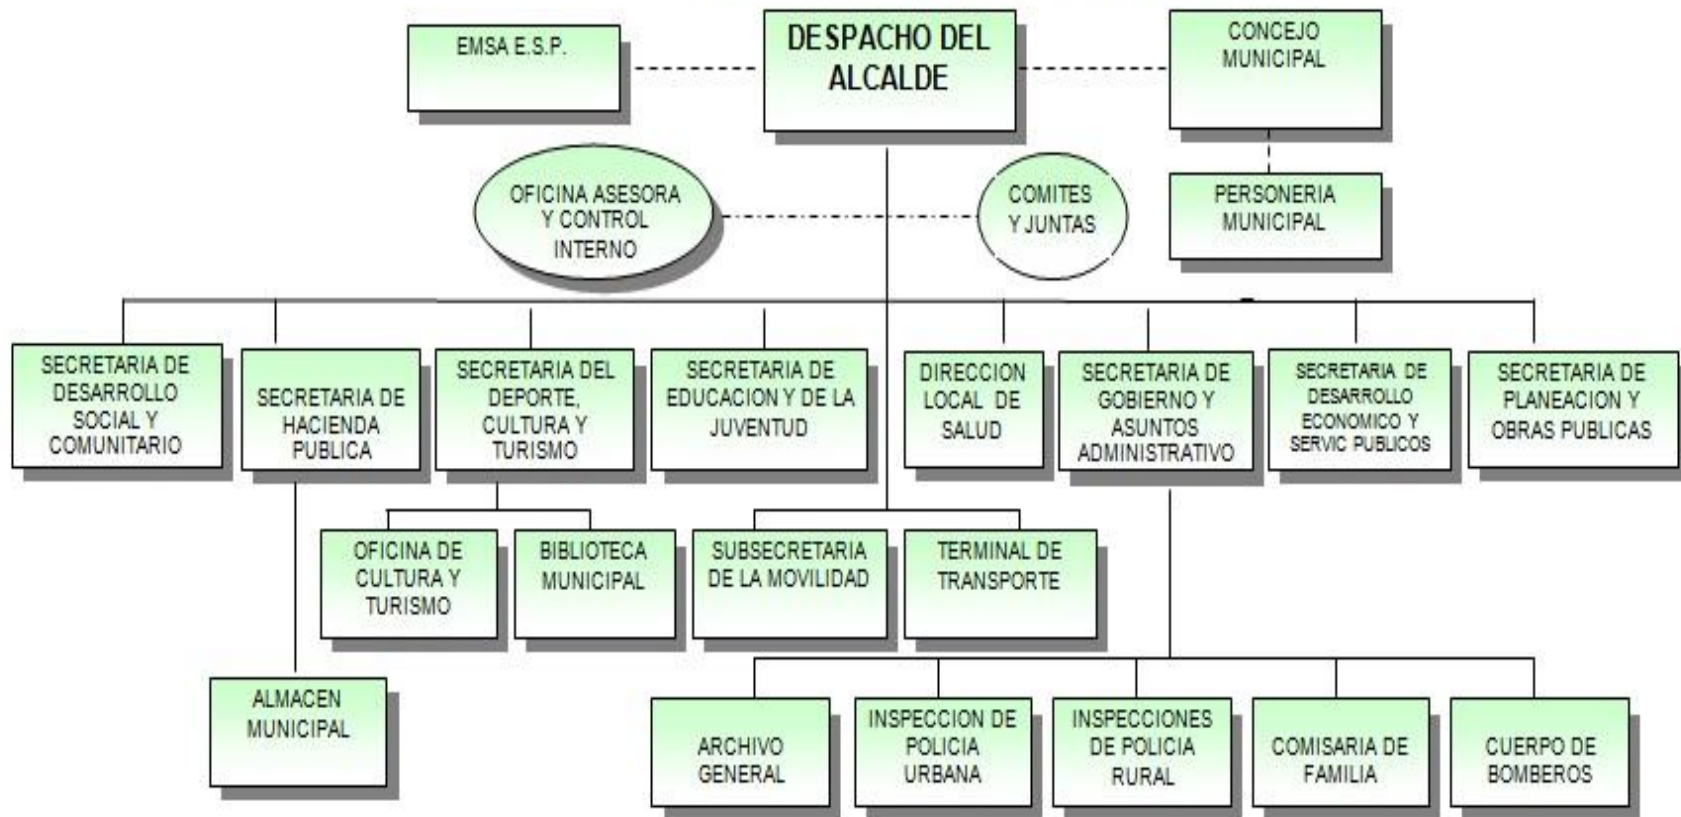 EMSA E.S.P.
DESPACHO DEL
ALCALDE
CONCEJO
MUNICIPAL
OFICINA ASESORA
Y CONTROL
INTERNO
COMITES
Y JUNTAS
PERSONERIA
MUNICIPAL
SECRETARIA DE
DESARROLLO
SOCIAL Y
COMUNITARIO
SECRETARIA DE
HACIENDA
PUBLICA
SECRETARIA DEL
DEPORTE,
CULTURA Y
TURISMO
SECRETARIA DE
EDUCACION Y DE LA
JUVENTUD
DIRECCION
LOCAL DE
SALUD
SECRETARIA DE
GOBIERNO Y
ASUNTOS
ADMINISTRATIVO
SECRETARIA DE
DESARROLLO
ECONOMICO Y
SERVIC PUBLICOS
SECRETARIA DE
PLANEACION Y
OBRAS PUBLICAS
OFICINA DE
CULTURA Y
TURISMO
BIBLIOTECA
MUNICIPAL
SUBSECRETARIA
DE LA MOVILIDAD
TERMINAL DE
TRANSPORTE
ALMACEN
MUNICIPAL
ARCHIVO
GENERAL
INSPECCION DE
POLICIA
URBANA
INSPECCIONES
DE POLICIA
RURAL
COMISARIA DE
FAMILIA
CUERPO DE
BOMBEROS